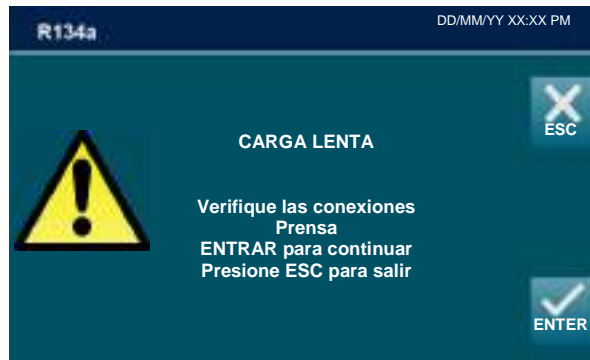 R134a
DD/MM/YY XX:XX PM
ESC
CARGA LENTA
Verifique las conexiones
Prensa
ENTRAR para continuar
Presione ESC para salir
ENTER